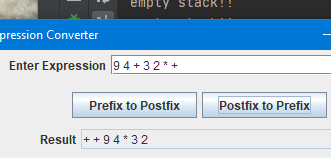 empty stack!!
pression Converter
Enter Expression 9 4 + 3 2 * +
Prefix to Postfix Postfix to Prefix
Result + + 9 4 * 3 2